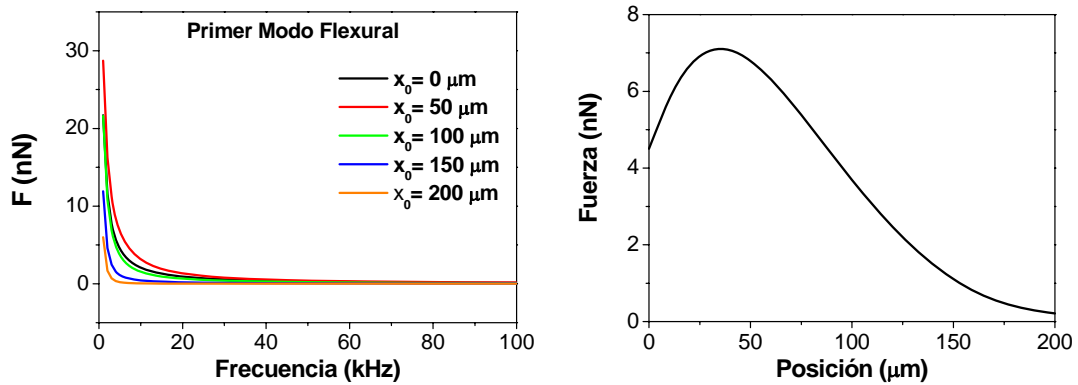 Primer Modo Flexural
x0= 0 μm
x0= 50 μm
x0= 100 μm
x0= 150 μm
x0= 200 μm
F (nN)
30
20
10
0
0 20 40 60 80 100
Frecuencia (kHz)
Fuerza (nN)
8
6
4
2
0
0 50 100 150 200
Posición (μm)